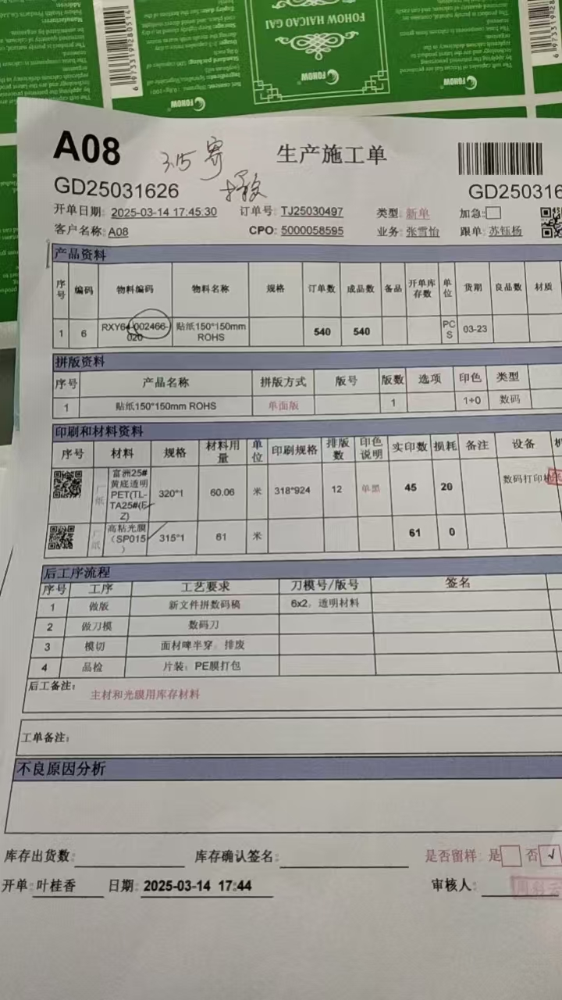 FOHOW HAICAO GAI
FOHOW
FOHOW
FOHOW
6973319280514
A08
3.15 寄
生产施工单
GD25031626
GD250316
开单日期: 2025-03-14 17:45:30 订单号: TJ25030497 类型: 新单 加急:
客户名称: A08 CPO: 5000058595 业务: 张雪怡 跟单: 苏钰杨
产品资料
序号 编码 物料编码 物料名称 规格 订单数 成品数 备品 开单库存数 单位 货期 良品数 材质
1 6 RXY64-002466-020 贴纸150*150mm ROHS 540 540 PCS 03-23
拼版资料
序号 产品名称 拼版方式 版号 版数 选项 印色 类型
1 贴纸150*150mm ROHS 单面版 1 1+0 数码
印刷和材料资料
序号 材料 规格 材料用量 单位 印刷规格 排版数 印色说明 实印数 损耗 备注 设备
厂纸 富洲25#黄底透明PET(TL-TA25#(EZ) 320*1 60.06 米 318*924 12 单黑 45 20 数码打印机
厂纸 高粘光膜(SP015) 315*1 61 米 61 0
后工序流程
序号 工序 工艺要求 刀模号/版号 签名
1 做版 新文件拼数码稿 6x2，透明材料
2 做刀模 数码刀
3 模切 面材啤半穿，排废
4 品检 片装；PE膜打包
后工备注: 主材和光膜用库存材料
工单备注:
不良原因分析
库存出货数: 库存确认签名: 是否留样: 是 否 √
开单: 叶桂香 日期: 2025-03-14 17:44 审核人: